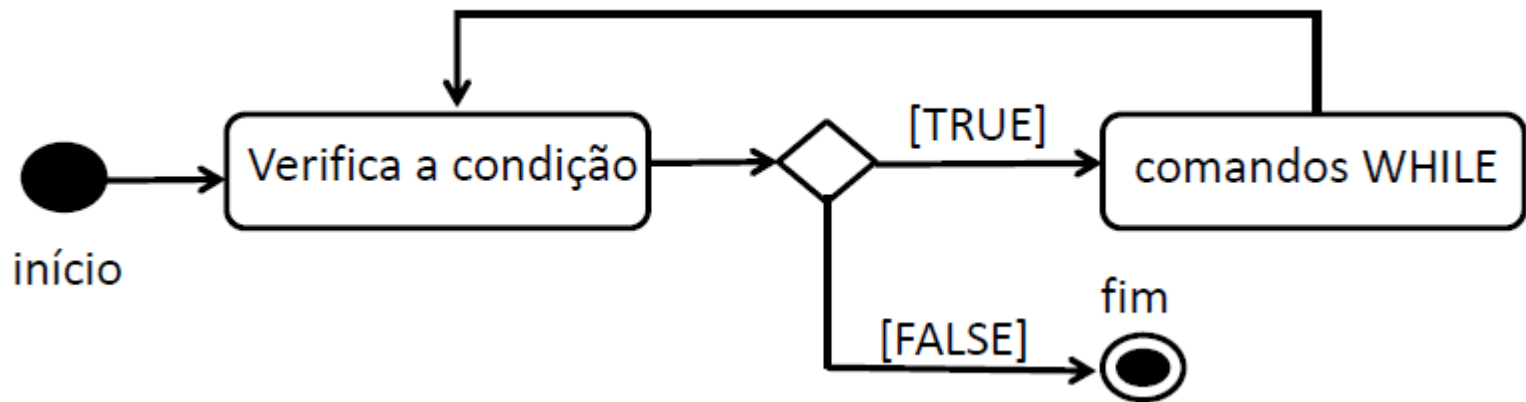 [TRUE]
Verifica a condição
comandos WHILE
início
fim
[FALSE]